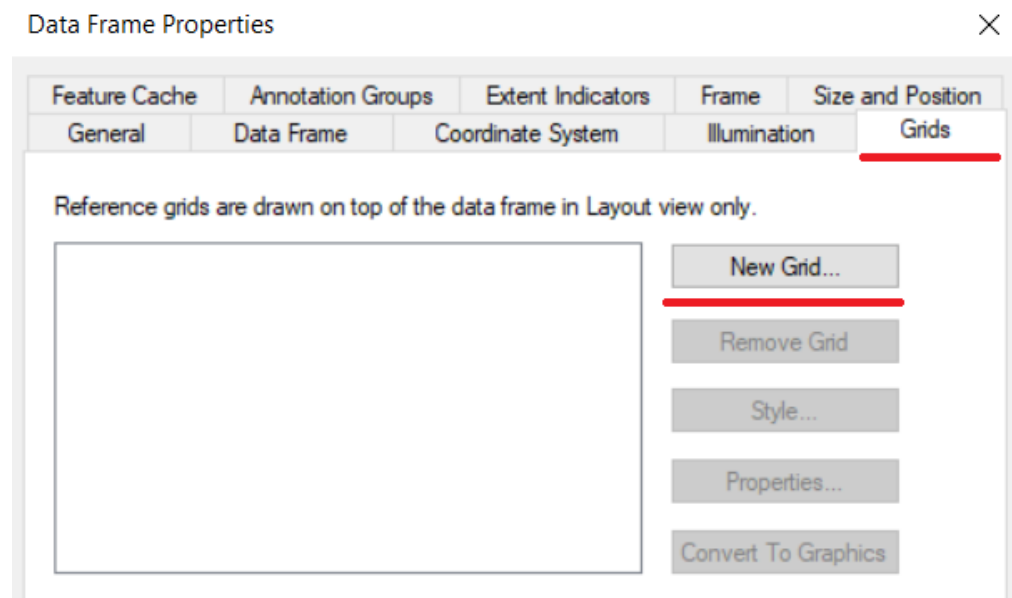 Data Frame Properties
Feature Cache Annotation Groups Extent Indicators Frame Size and Position
General Data Frame Coordinate System Illumination Grids
Reference grids are drawn on top of the data frame in Layout view only.
New Grid...
Remove Grid
Style...
Properties...
Convert To Graphics